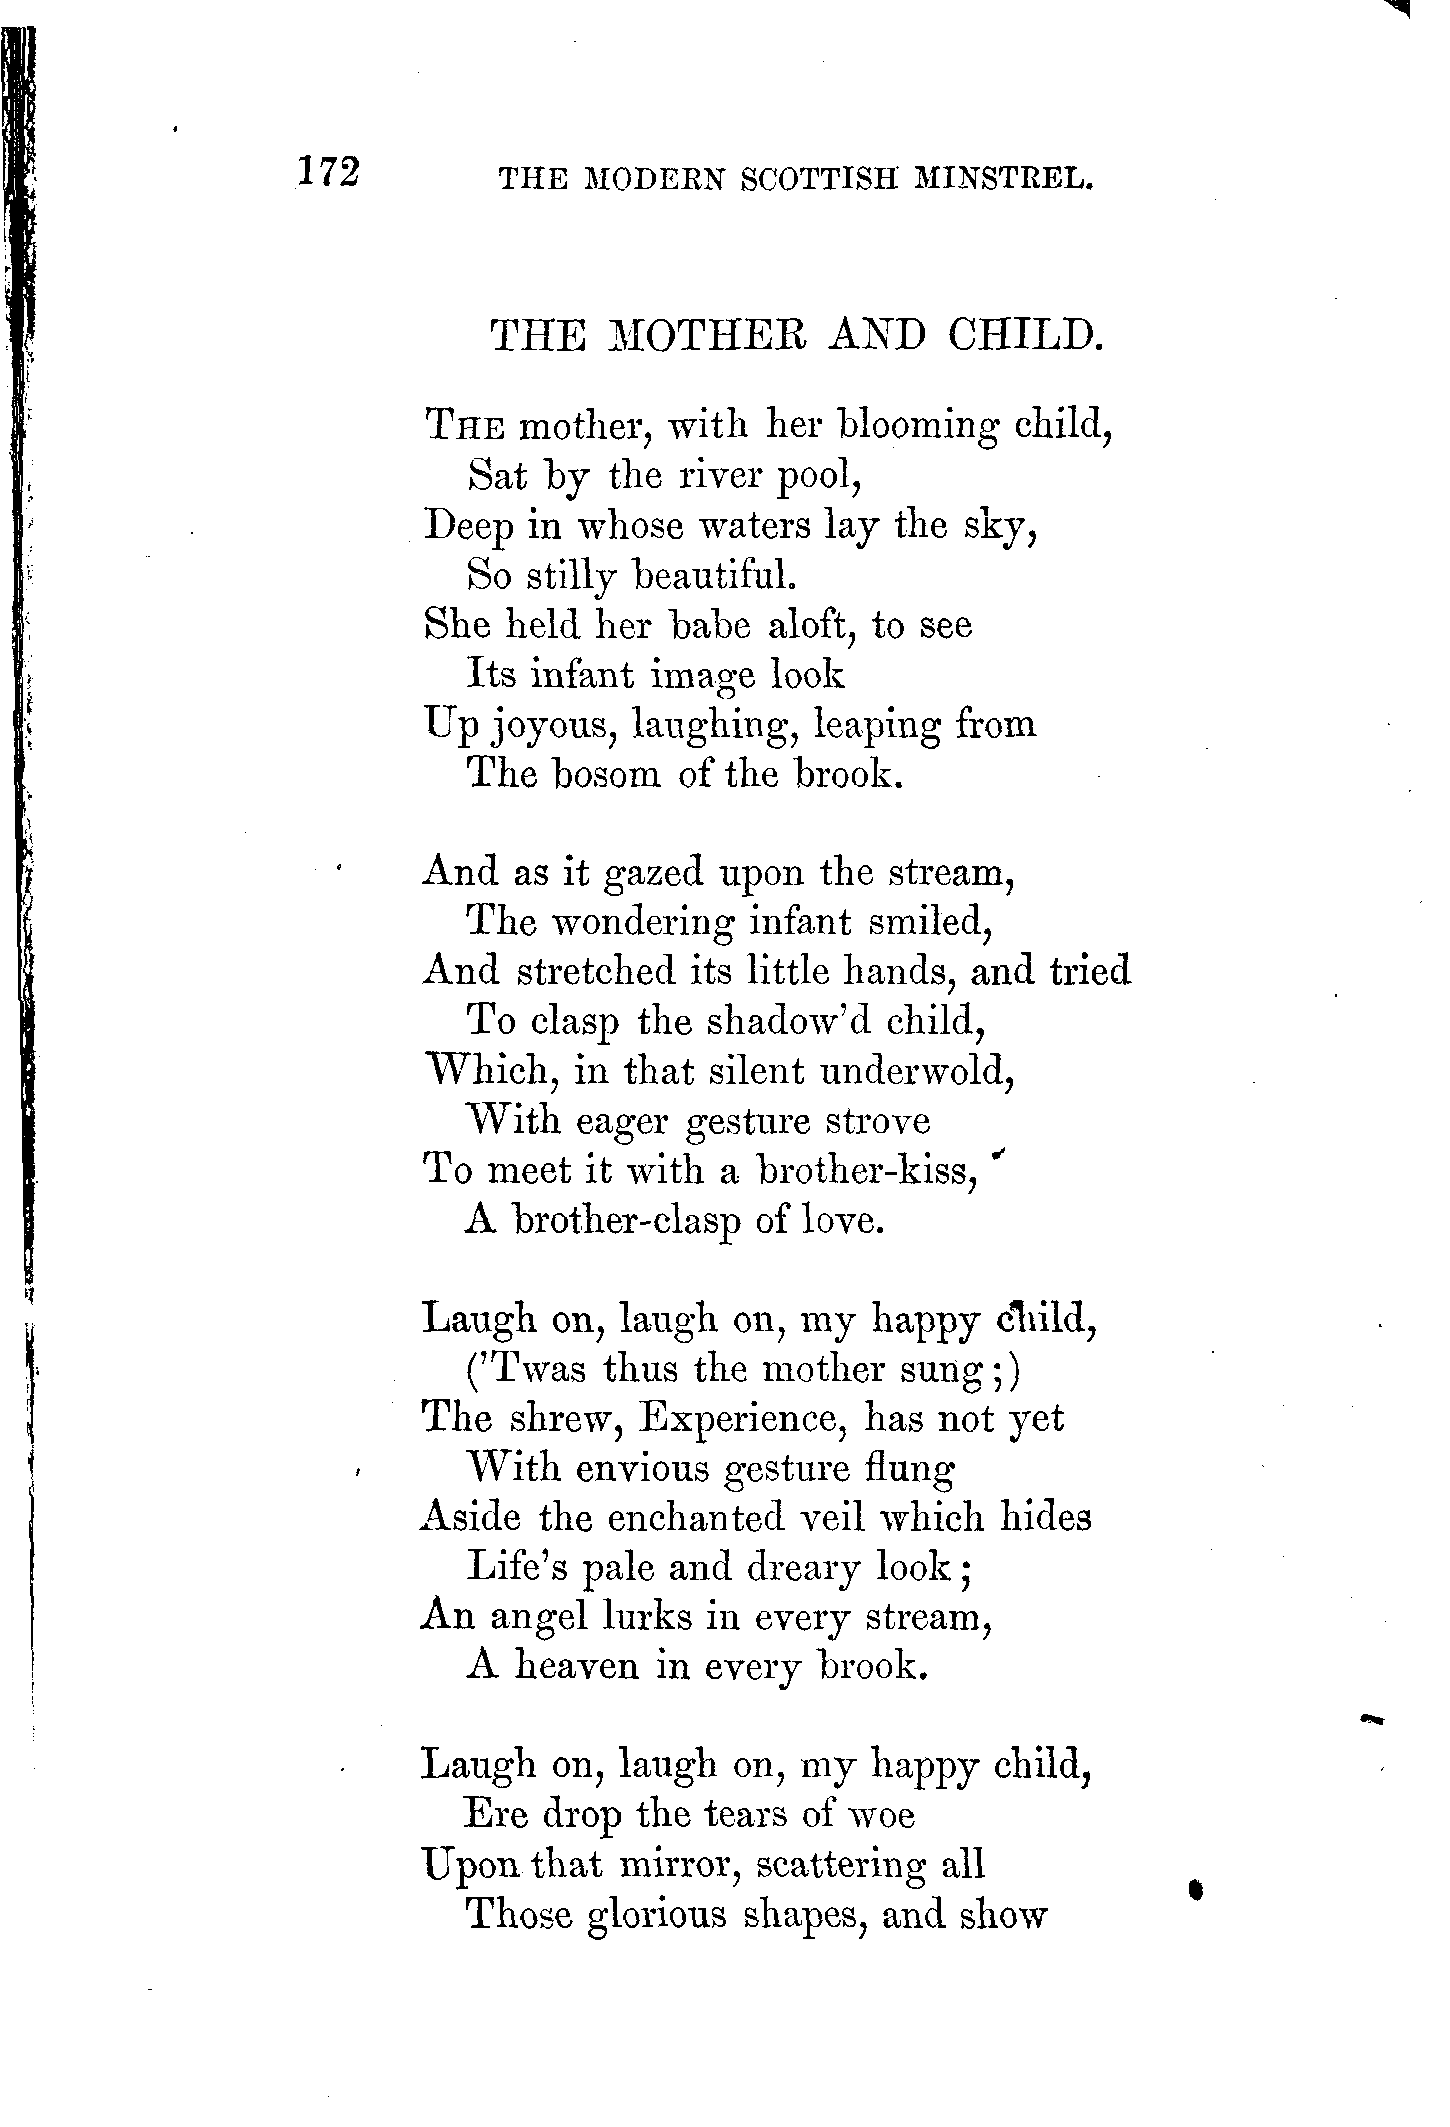 172 THE MODERN SCOTTISH MINSTREL.
THE MOTHER AND CHILD.
THE mother, with her blooming child,
Sat by the river pool,
Deep in whose waters lay the sky,
So stilly beautiful.
She held her babe aloft, to see
Its infant image look
Up joyous, laughing, leaping from
The bosom of the brook.
And as it gazed upon the stream,
The wondering infant smiled,
And stretched its little hands, and tried
To clasp the shadow'd child,
Which, in that silent underwold,
With eager gesture strove
To meet it with a brother-kiss,
A brother-clasp of love.
Laugh on, laugh on, my happy child,
('Twas thus the mother sung;)
The shrew, Experience, has not yet
With envious gesture flung
Aside the enchanted veil which hides
Life's pale and dreary look;
An angel lurks in every stream,
A heaven in every brook.
Laugh on, laugh on, my happy child,
Ere drop the tears of woe
Upon that mirror, scattering all
Those glorious shapes, and show